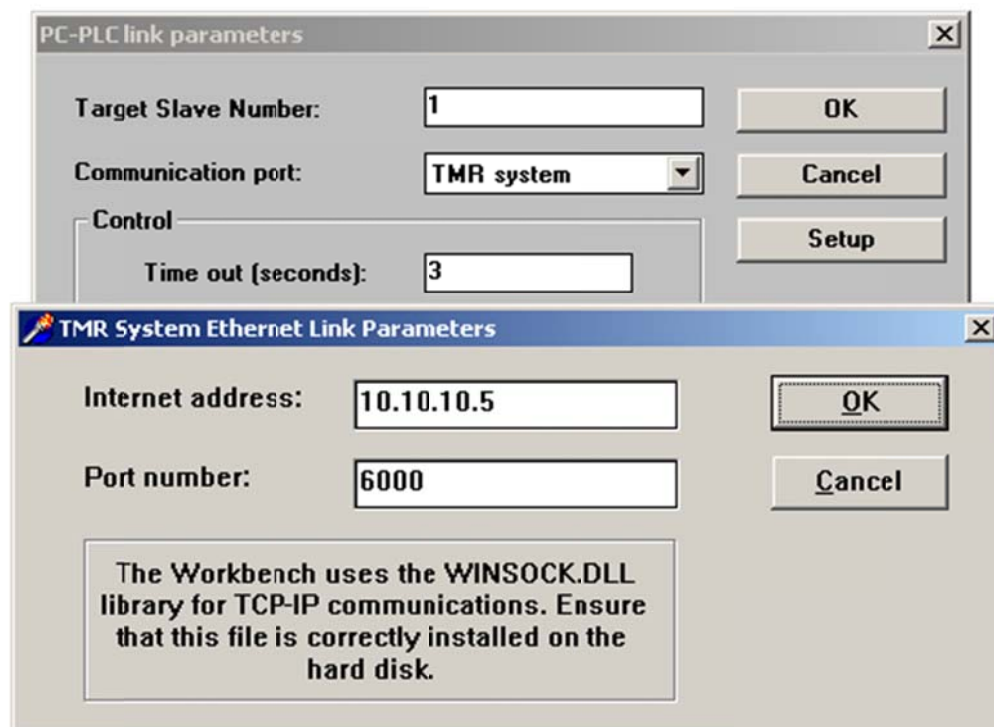 PC-PLC link parameters
Target Slave Number:
1
OK
Communication port:
TMR system
Cancel
Control
Setup
Time out (seconds):
3
TMR System Ethernet Link Parameters
Internet address:
10.10.10.5
OK
Port number:
6000
Cancel
The Workbench uses the WINSOCK.DLL
library for TCP-IP communications. Ensure
that this file is correctly installed on the
hard disk.